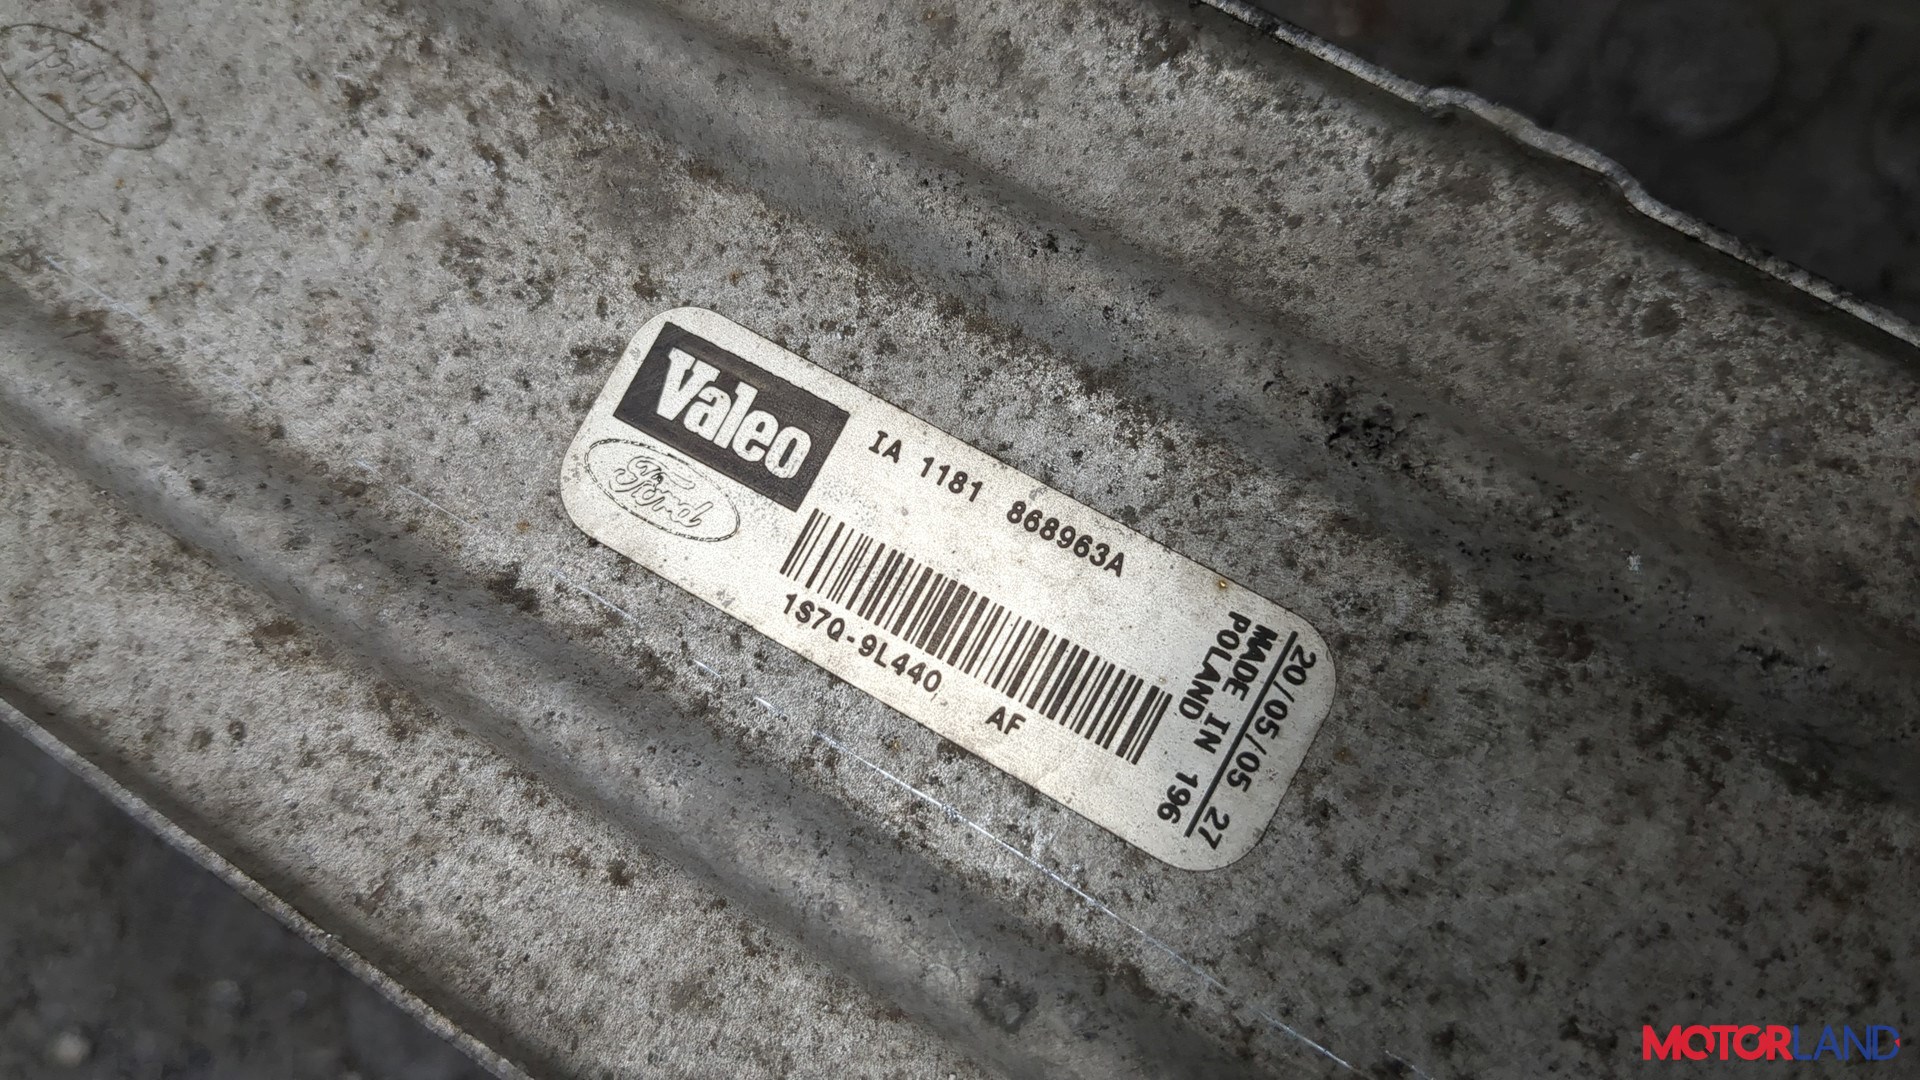 Valeo
Ford
IA 1181 868963A
1S7Q-9L440 AF
20/05/05 27
MADE IN 196
POLAND
MOTORLAND